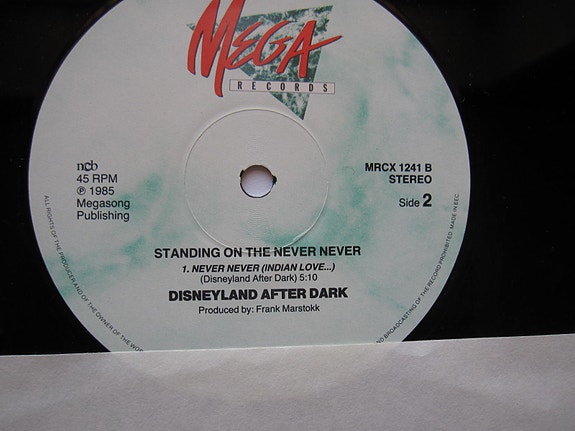 MEGA
RECORDS
ncb
45 RPM
℗ 1985
Megasong
Publishing
MRCX 1241 B
STEREO
Side 2
STANDING ON THE NEVER NEVER
1. NEVER NEVER (INDIAN LOVE...)
(Disneyland After Dark) 5:10
DISNEYLAND AFTER DARK
Produced by: Frank Marstokk
ALL RIGHTS OF THE PRODUCER AND OF THE OWNER OF THE
AND BROADCASTING OF THE RECORD PROHIBITED. MADE IN EEC